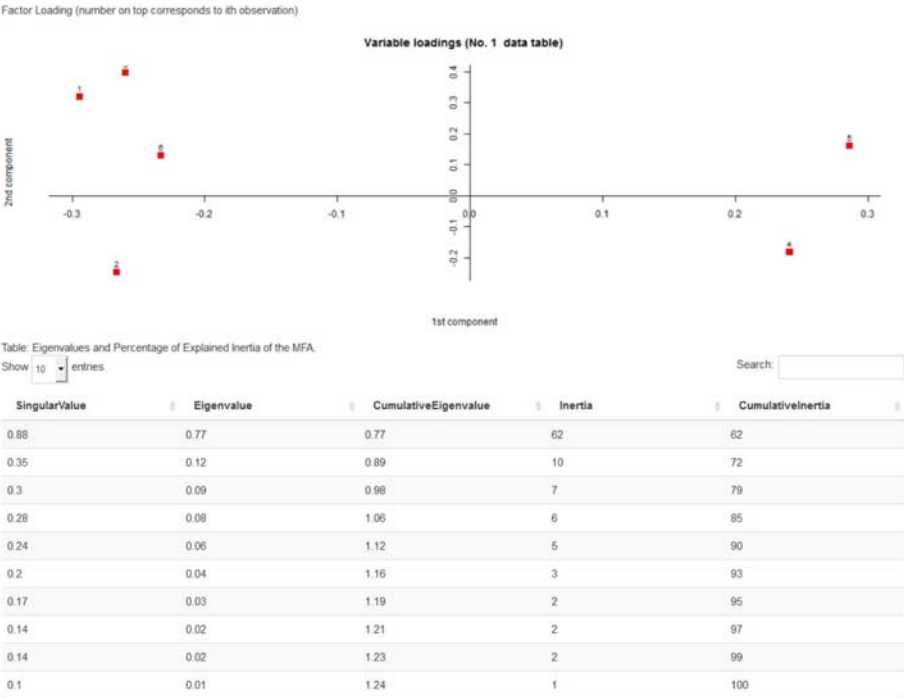 Factor Loading (number on top corresponds to ith observation)
Variable loadings (No. 1 data table)
2nd component
0.4
0.3
0.2
0.1
0.0
-0.1
-0.2
1
2
4
-0.3
-0.2
-0.1
0.0
0.1
0.2
0.3
1st component
Table: Eigenvalues and Percentage of Explained Inertia of the MFA.
Show 10 entries
Search:
SingularValue Eigenvalue CumulativeEigenvalue Inertia CumulativeInertia
0.88 0.77 0.77 62 62
0.35 0.12 0.89 10 72
0.3 0.09 0.98 7 79
0.28 0.08 1.06 6 85
0.24 0.06 1.12 5 90
0.2 0.04 1.16 3 93
0.17 0.03 1.19 2 95
0.14 0.02 1.21 2 97
0.14 0.02 1.23 2 99
0.1 0.01 1.24 1 100